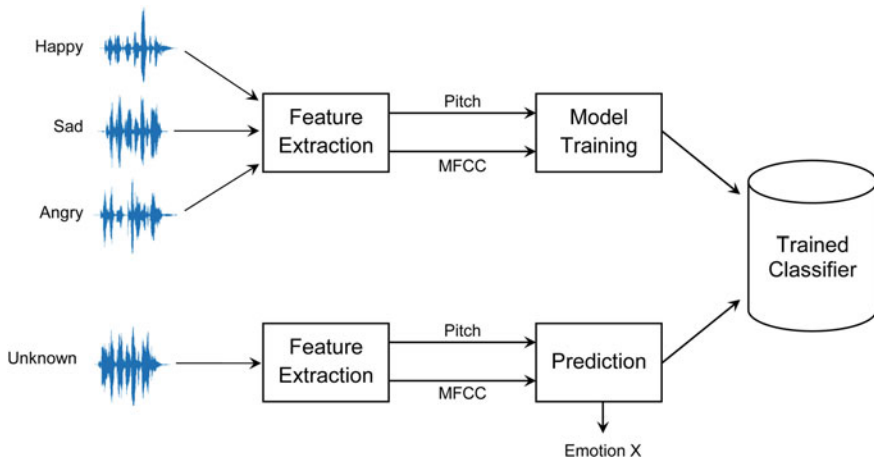 Happy
Sad
Angry
Feature
Extraction
Pitch
MFCC
Model
Training
Trained
Classifier
Unknown
Feature
Extraction
Pitch
MFCC
Prediction
Emotion X